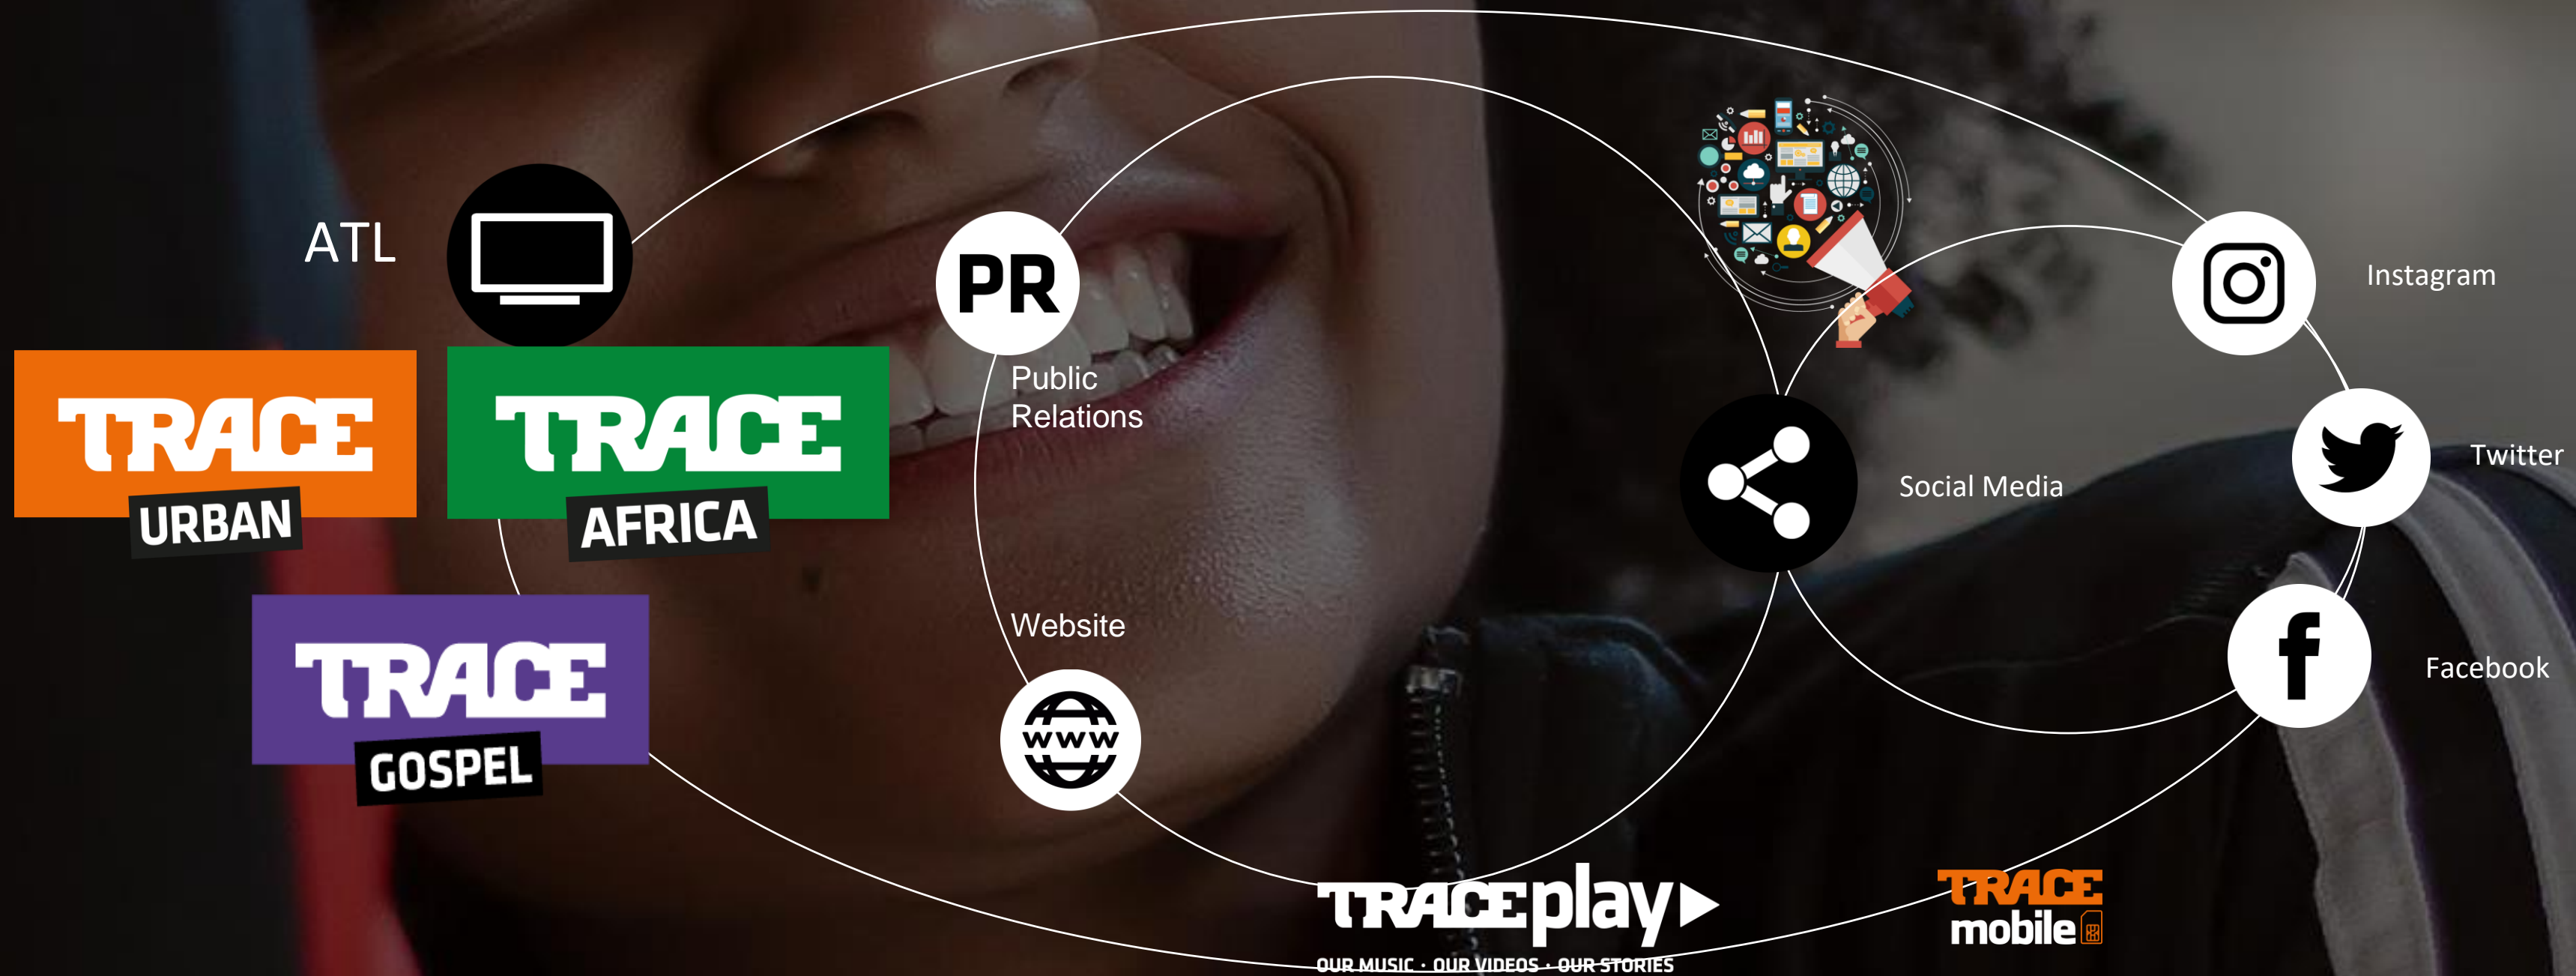 ATL
TRACE
URBAN
TRACE
AFRICA
TRACE
GOSPEL
PR
Public
Relations
Website
www
Social Media
Instagram
Twitter
f
Facebook
TRACE play
OUR MUSIC · OUR VIDEOS · OUR STORIES
TRACE
mobile